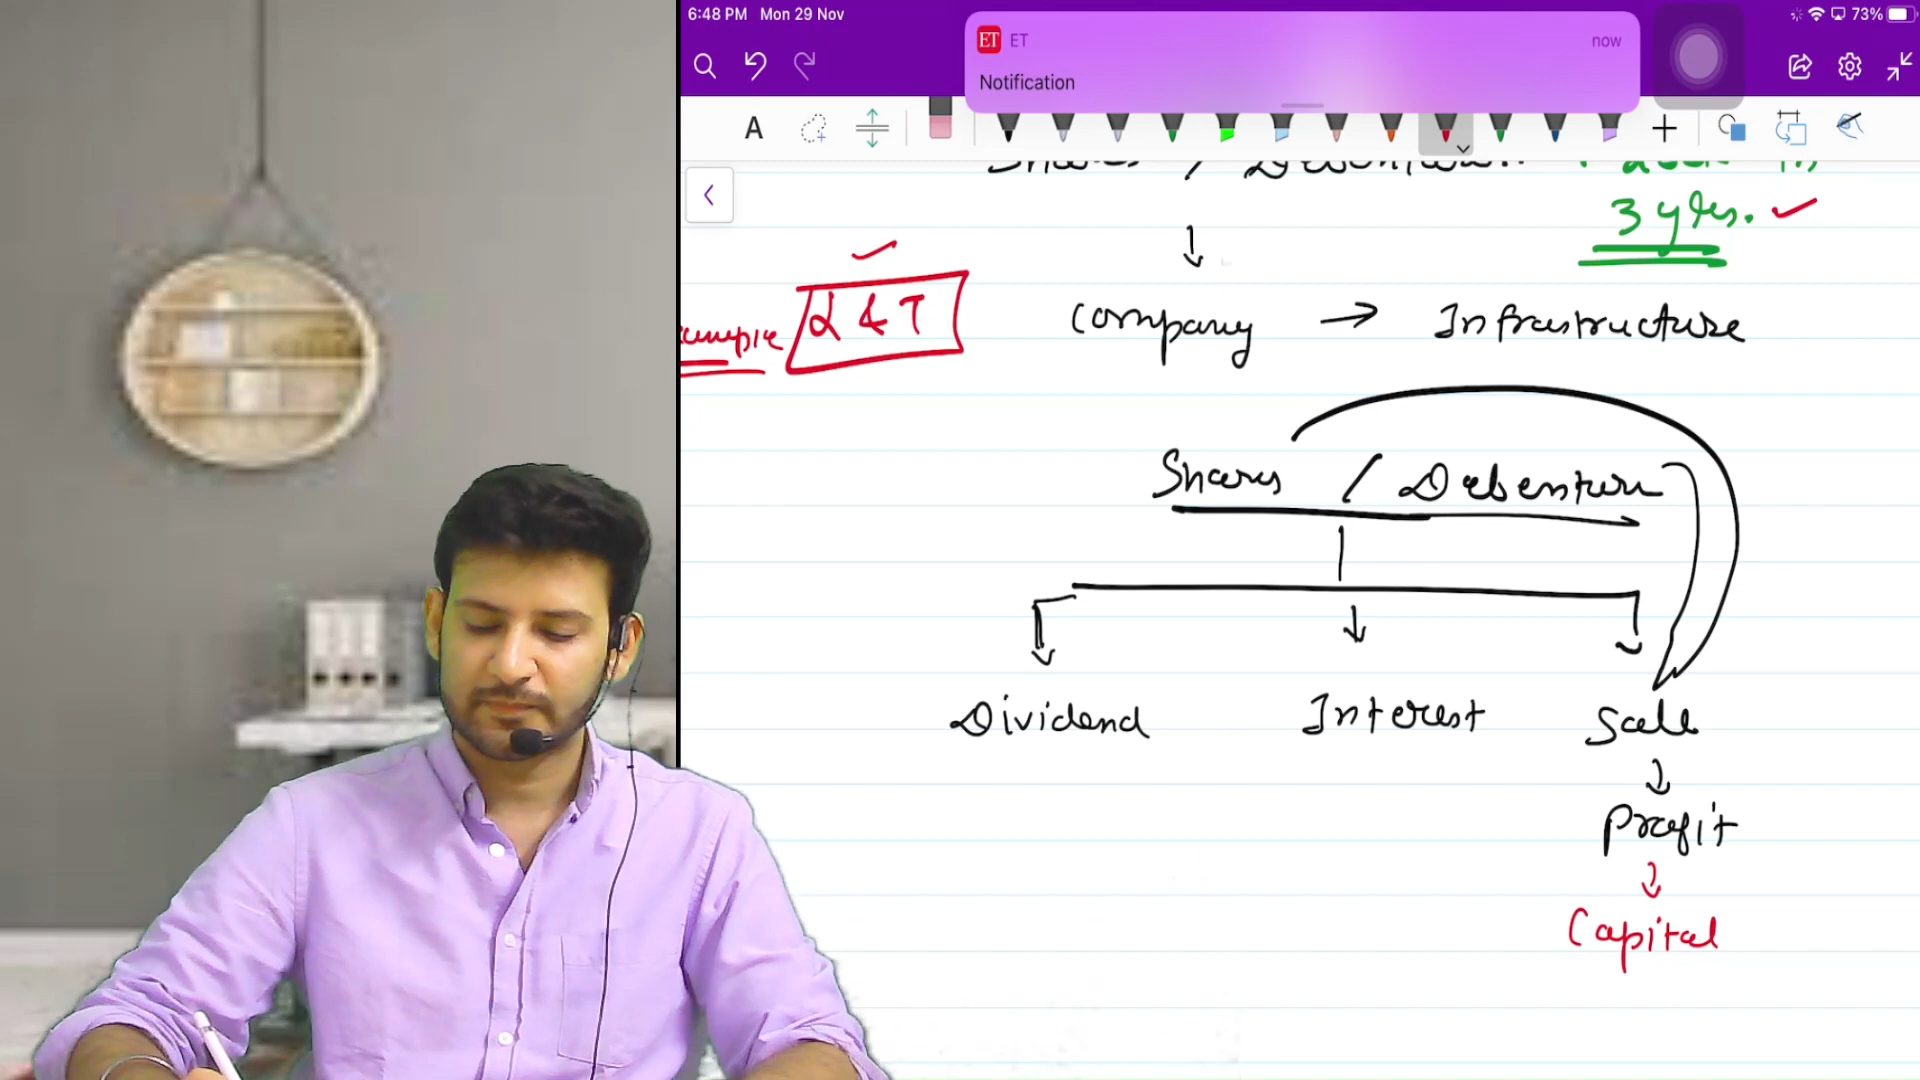 6:48 PM Mon 29 Nov
73%
ET ET now
Notification
A
3 yrs.
L & T
Company → Infrastructure
Shares / Debenture
Dividend Interest Sale
Profit
Capital